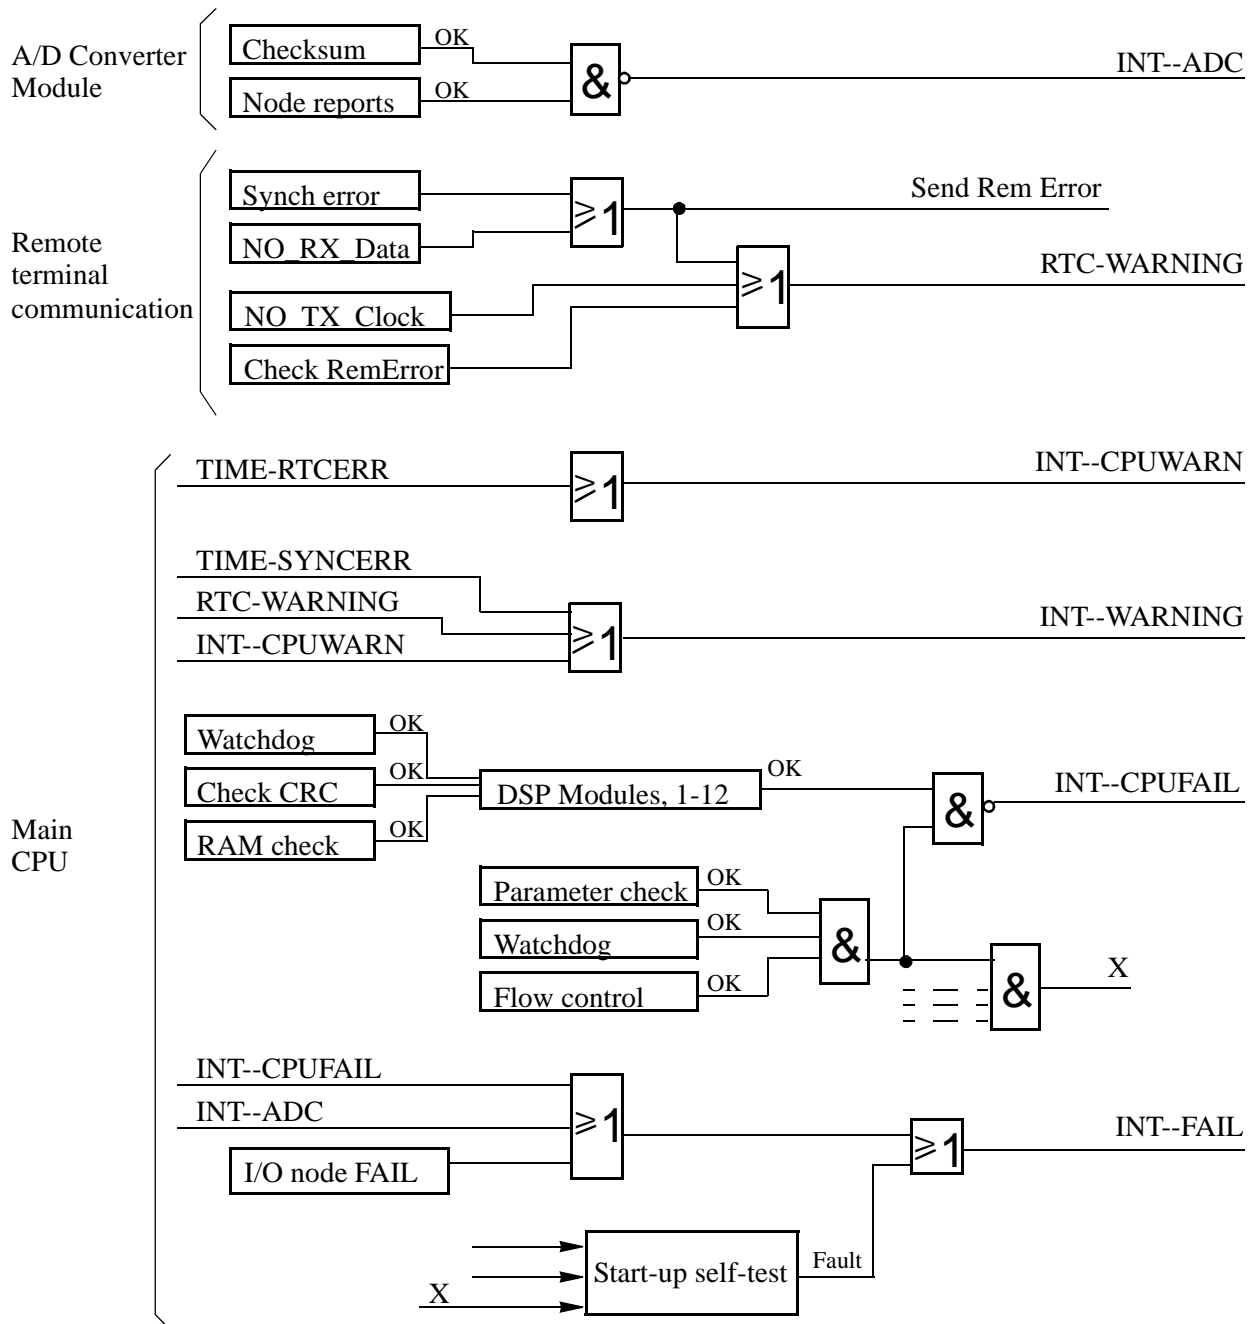 A/D Converter
Module
Checksum
OK
Node reports
OK
&
INT--ADC
Remote
terminal
communication
Synch error
NO_RX_Data
NO_TX_Clock
Check RemError
≥1
Send Rem Error
≥1
RTC-WARNING
Main
CPU
TIME-RTCERR
≥1
INT--CPUWARN
TIME-SYNCERR
RTC-WARNING
INT--CPUWARN
≥1
INT--WARNING
Watchdog
OK
Check CRC
OK
RAM check
OK
DSP Modules, 1-12
OK
&
INT--CPUFAIL
Parameter check
OK
Watchdog
OK
Flow control
OK
&
&
X
INT--CPUFAIL
INT--ADC
I/O node FAIL
≥1
≥1
INT--FAIL
Start-up self-test
Fault
X